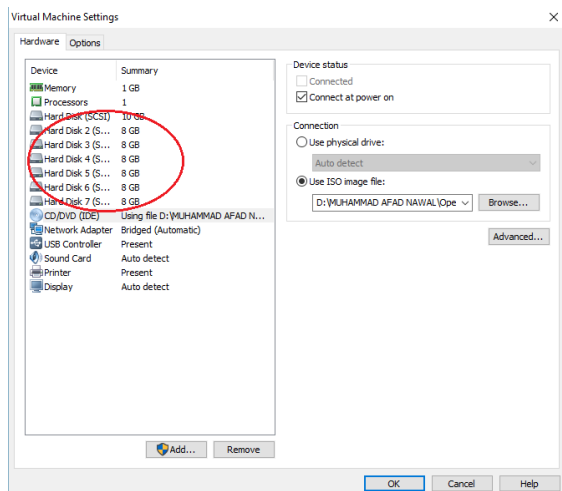 Virtual Machine Settings
Hardware Options
Device Summary
Memory 1 GB
Processors 1
Hard Disk (SCSI) 10 GB
Hard Disk 2 (S... 8 GB
Hard Disk 3 (S... 8 GB
Hard Disk 4 (S... 8 GB
Hard Disk 5 (S... 8 GB
Hard Disk 6 (S... 8 GB
Hard Disk 7 (S... 8 GB
CD/DVD (IDE) Using file D:\MUHAMMAD AFAD N...
Network Adapter Bridged (Automatic)
USB Controller Present
Sound Card Auto detect
Printer Present
Display Auto detect
Add... Remove
Device status
Connected
Connect at power on
Connection
Use physical drive:
Auto detect
Use ISO image file:
D:\MUHAMMAD AFAD NAWAL\Ope Browse...
Advanced...
OK Cancel Help